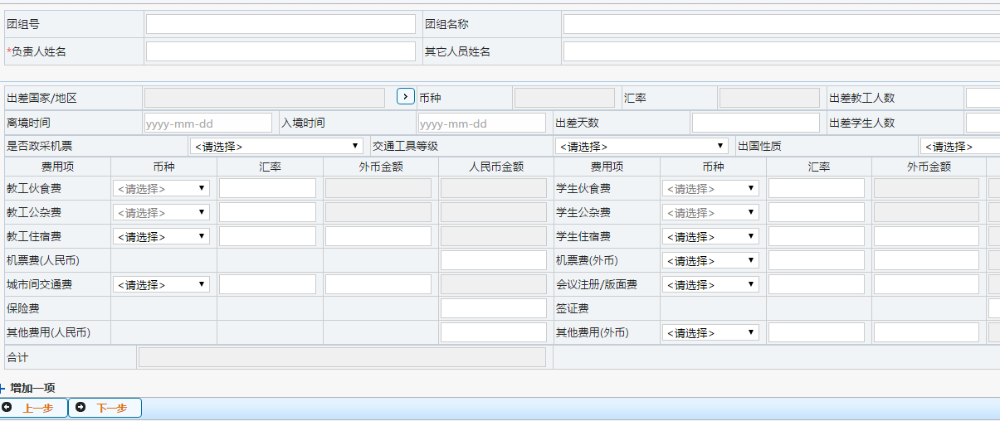 团组号 团组名称
*负责人姓名 其它人员姓名
出差国家/地区 币种 汇率 出差教工人数
离境时间 yyyy-mm-dd 入境时间 yyyy-mm-dd 出差天数 出差学生人数
是否政采机票 <请选择> 交通工具等级 <请选择> 出国性质 <请选择>
费用项 币种 汇率 外币金额 人民币金额 费用项 币种 汇率 外币金额
教工伙食费 <请选择> 学生伙食费 <请选择>
教工公杂费 <请选择> 学生公杂费 <请选择>
教工住宿费 <请选择> 学生住宿费 <请选择>
机票费(人民币) 机票费(外币) <请选择>
城市间交通费 <请选择> 会议注册/版面费 <请选择>
保险费 签证费
其他费用(人民币) 其他费用(外币) <请选择>
合计
增加一项
上一步 下一步